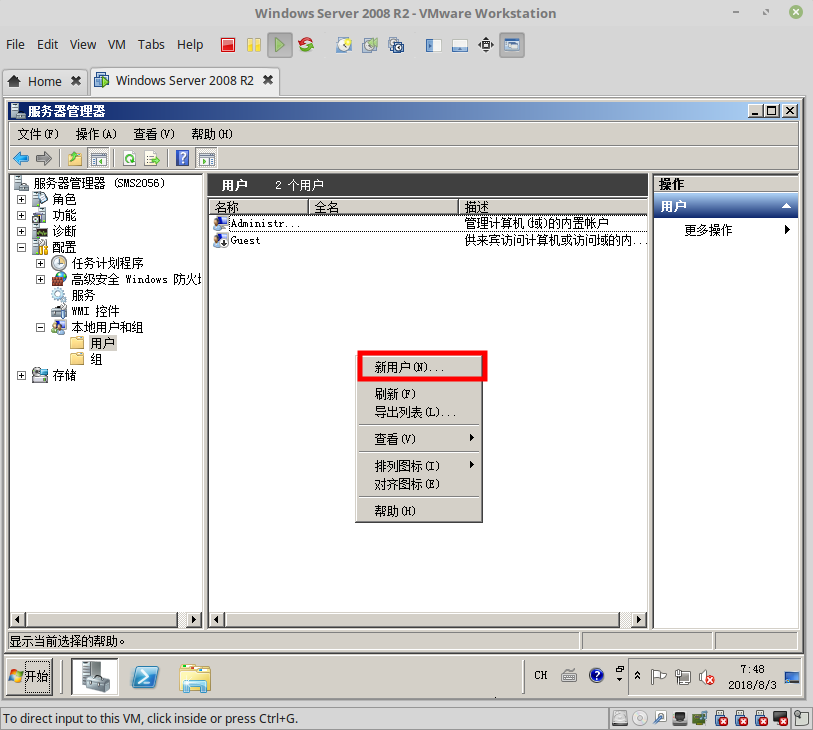 Windows Server 2008 R2 - VMware Workstation
File Edit View VM Tabs Help
Home
Windows Server 2008 R2
服务器管理器
文件(F) 操作(A) 查看(V) 帮助(H)
服务器管理器 (SMS2056)
角色
功能
诊断
配置
任务计划程序
高级安全 Windows 防火
服务
WMI 控件
本地用户和组
用户
组
存储
用户 2 个用户
名称 全名 描述
Administr... 管理计算机(域)的内置帐户
Guest 供来宾访问计算机或访问域的内...
新用户(N)...
刷新(F)
导出列表(L)...
查看(V)
排列图标(I)
对齐图标(E)
帮助(H)
操作
用户
更多操作
显示当前选择的帮助。
开始
CH
7:48
2018/8/3
To direct input to this VM, click inside or press Ctrl+G.